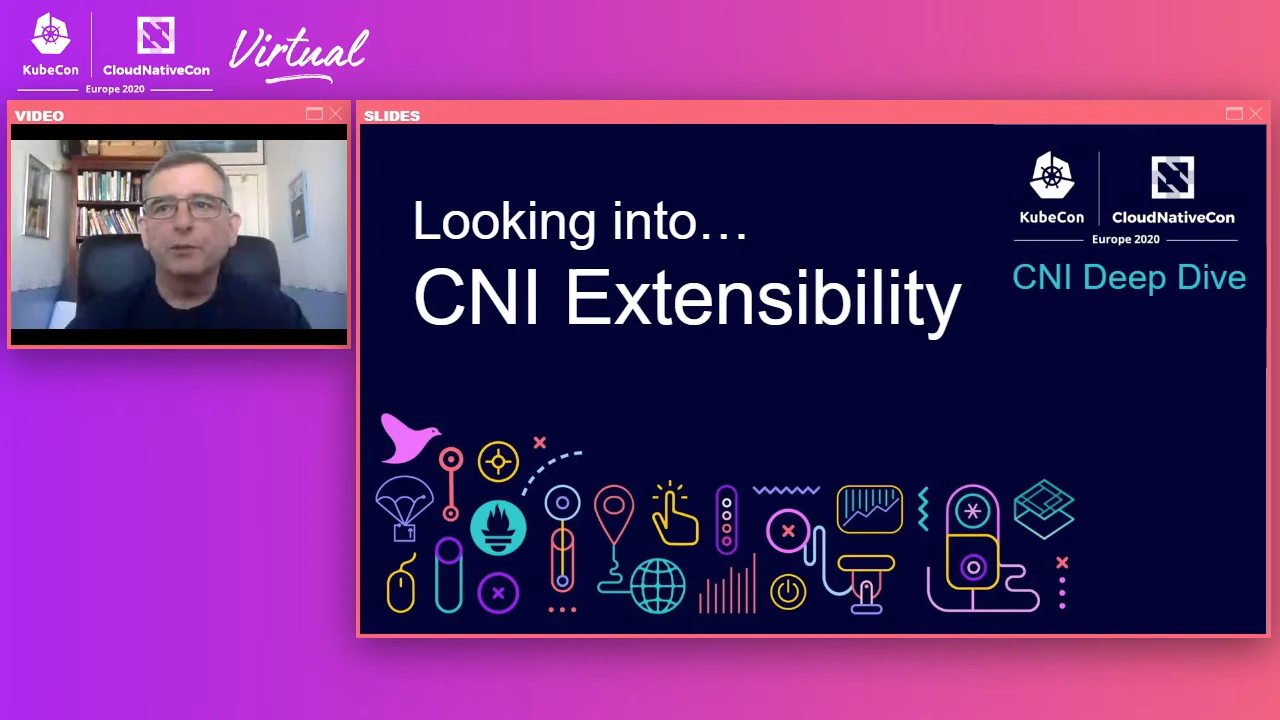 KubeCon
CloudNativeCon
Europe 2020
Virtual
VIDEO
SLIDES
Looking into…
CNI Extensibility
KubeCon
CloudNativeCon
Europe 2020
CNI Deep Dive